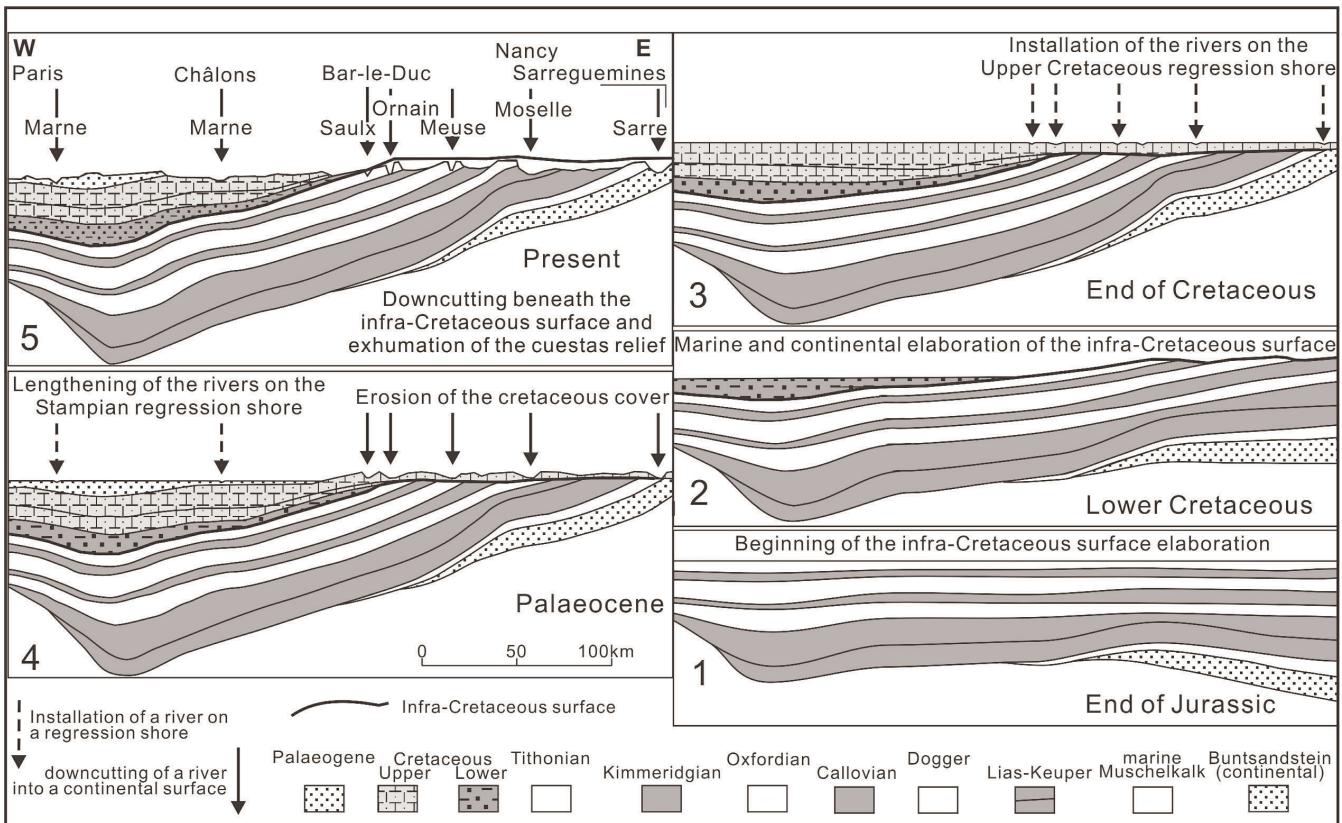 W
E
Paris
Châlons
Bar-le-Duc
Nancy
Sarreguemines
Ornain
Moselle
Marne
Marne
Saulx
Meuse
Sarre
Present
Downcutting beneath the
infra-Cretaceous surface and
exhumation of the cuestas relief
5
Installation of the rivers on the
Upper Cretaceous regression shore
3
End of Cretaceous
Marine and continental elaboration of the infra-Cretaceous surface
2
Lower Cretaceous
Lengthening of the rivers on the
Stampian regression shore
Erosion of the cretaceous cover
Palaeocene
4
0 50 100km
Beginning of the infra-Cretaceous surface elaboration
1
End of Jurassic
Installation of a river on
a regression shore
downcutting of a river
into a continental surface
Infra-Cretaceous surface
Palaeogene
Cretaceous
Upper
Lower
Tithonian
Kimmeridgian
Oxfordian
Callovian
Dogger
Lias-Keuper
marine
Muschelkalk
Buntsandstein
(continental)